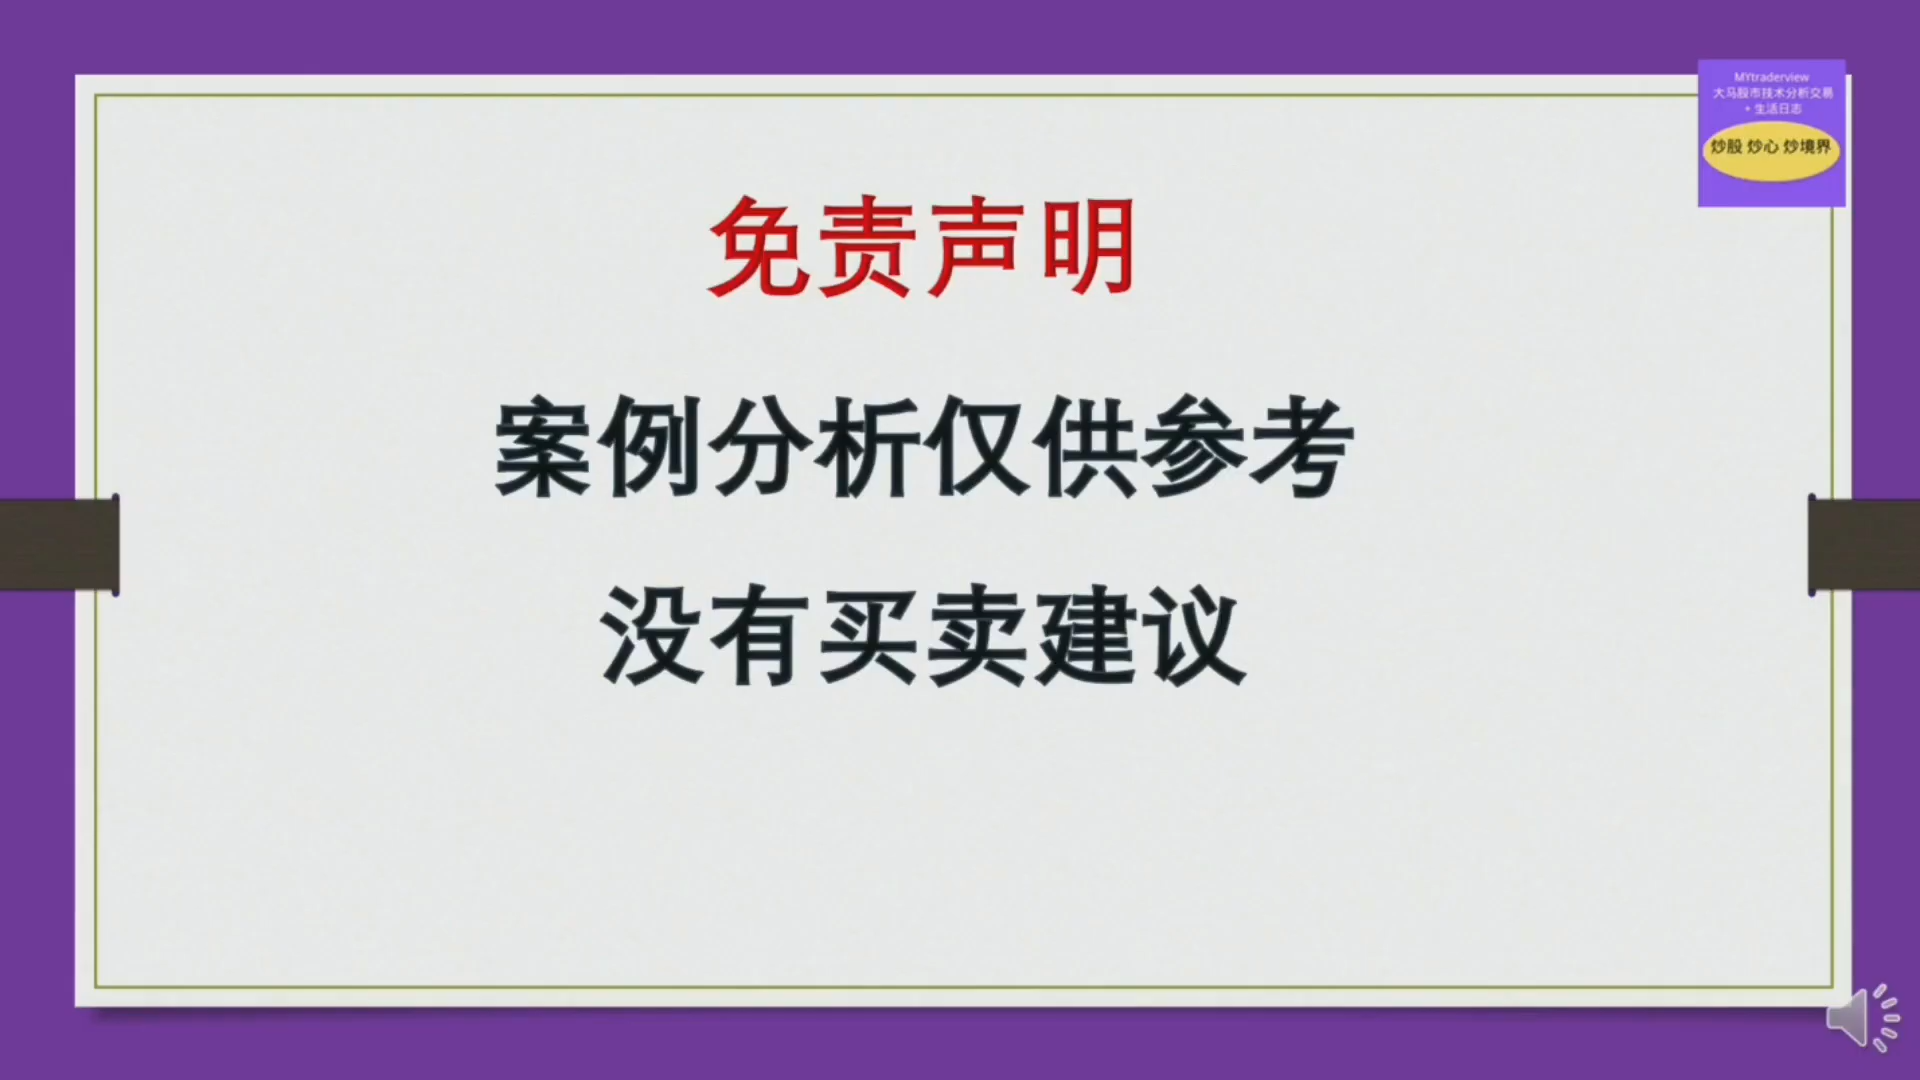 MYtraderview
大马股市技术分析交易
+ 生活日志
炒股 炒心 炒境界
免责声明
案例分析仅供参考
没有买卖建议